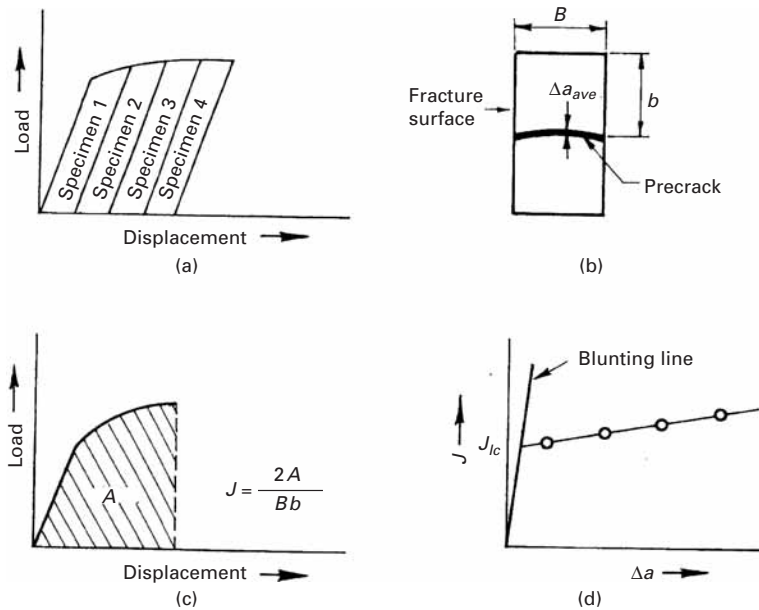 Load
Specimen 1
Specimen 2
Specimen 3
Specimen 4
Displacement
(a)
B
Δa_ave
b
Fracture
surface
Precrack
(b)
Load
A
J = 2A / Bb
Displacement
(c)
Blunting line
J
J_Ic
Δa
(d)